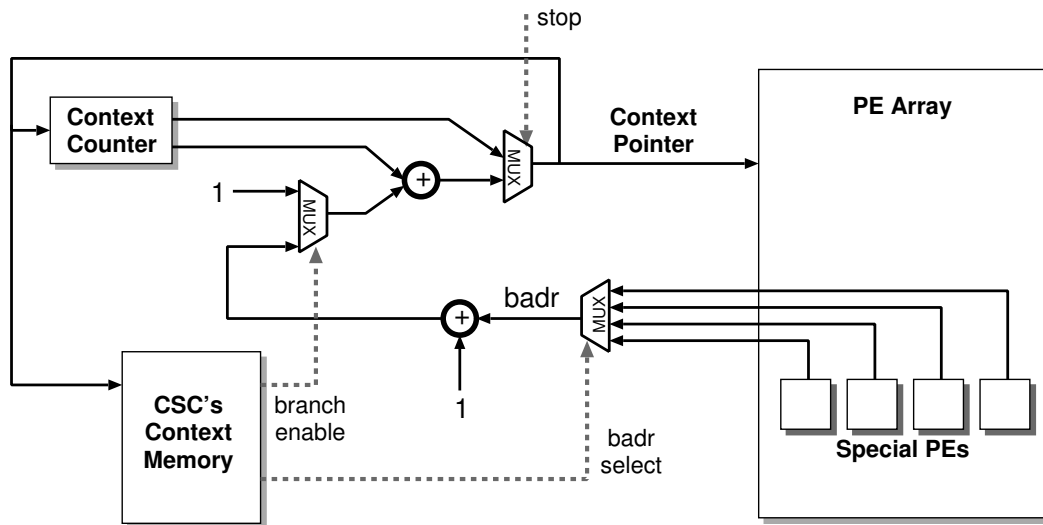 stop
Context
Counter
MUX
Context
Pointer
PE Array
1
MUX
+
badr
MUX
+
1
CSC's
Context
Memory
branch
enable
badr
select
Special PEs